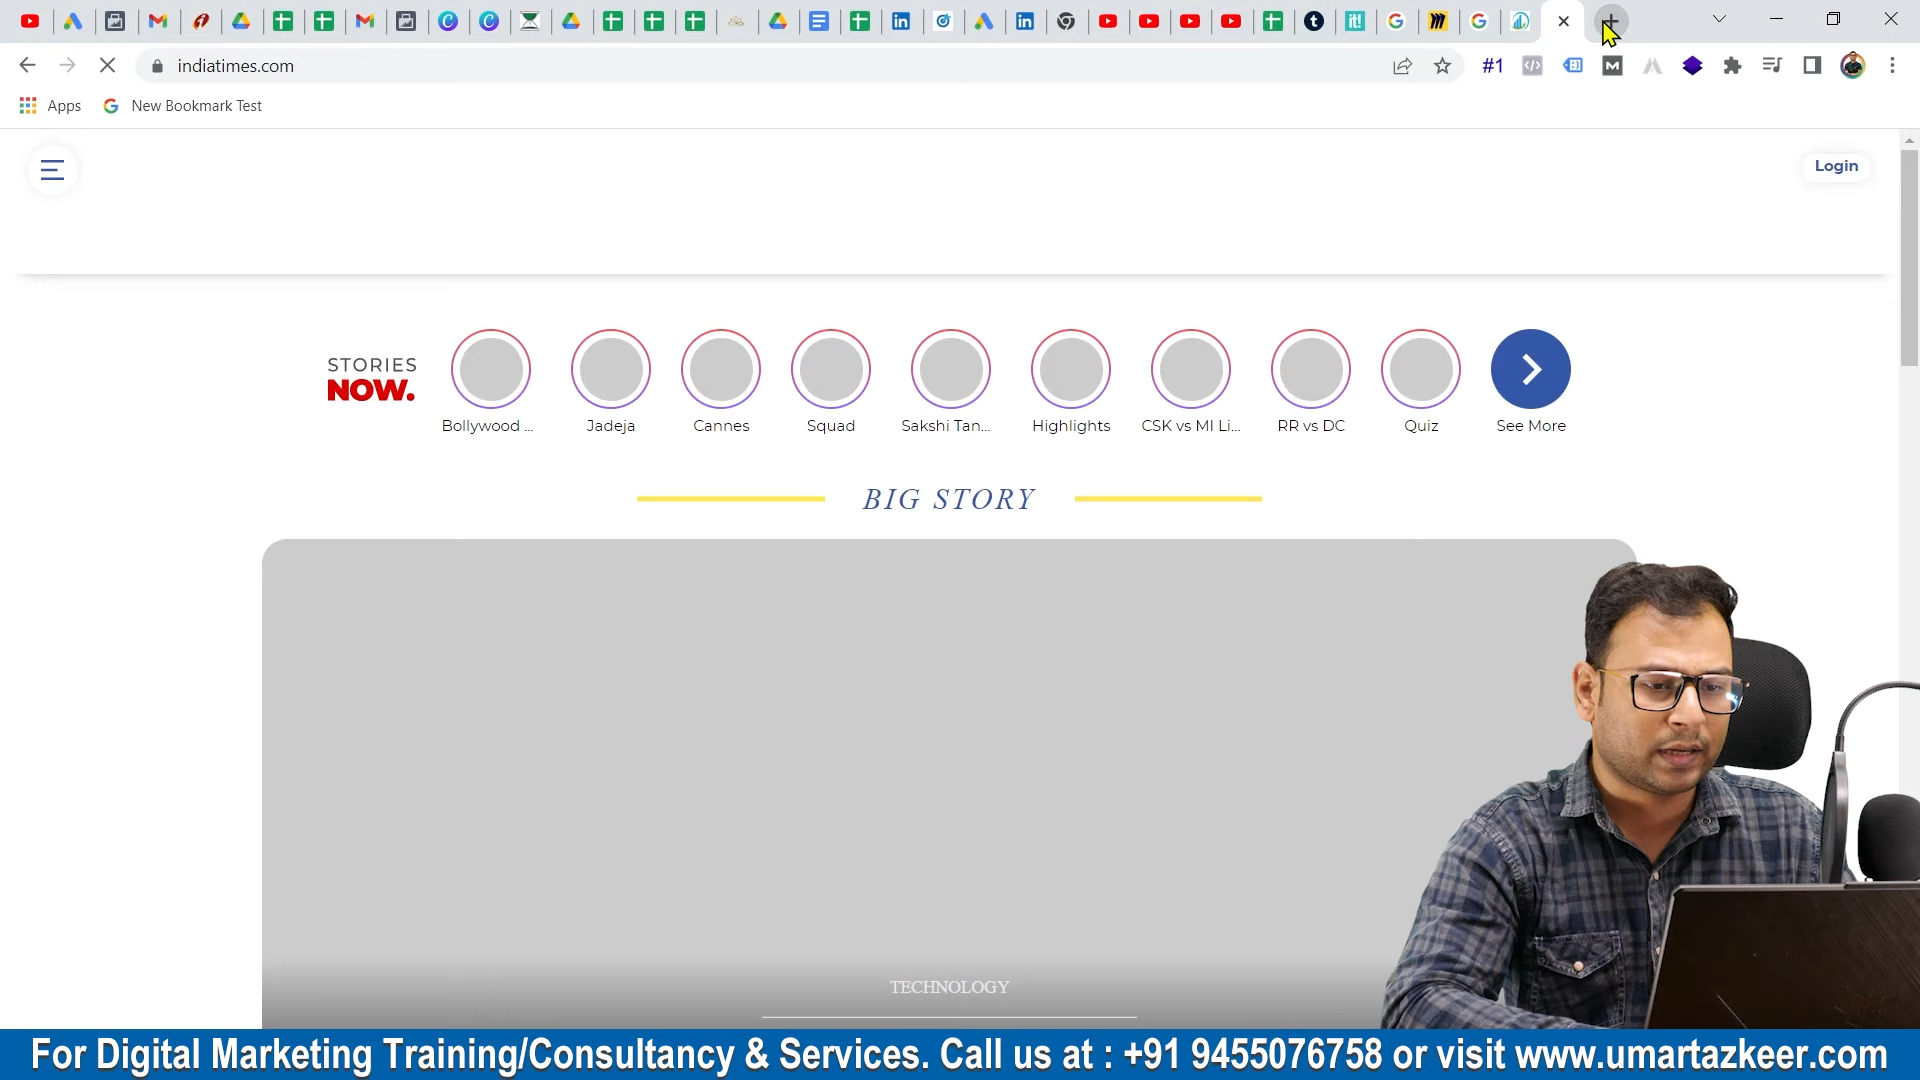 indiatimes.com
#1
Apps
New Bookmark Test
Login
STORIES
NOW.
Bollywood ...
Jadeja
Cannes
Squad
Sakshi Tan...
Highlights
CSK vs MI Li...
RR vs DC
Quiz
See More
BIG STORY
TECHNOLOGY
For Digital Marketing Training/Consultancy & Services. Call us at : +91 9455076758 or visit www.umartazkeer.com